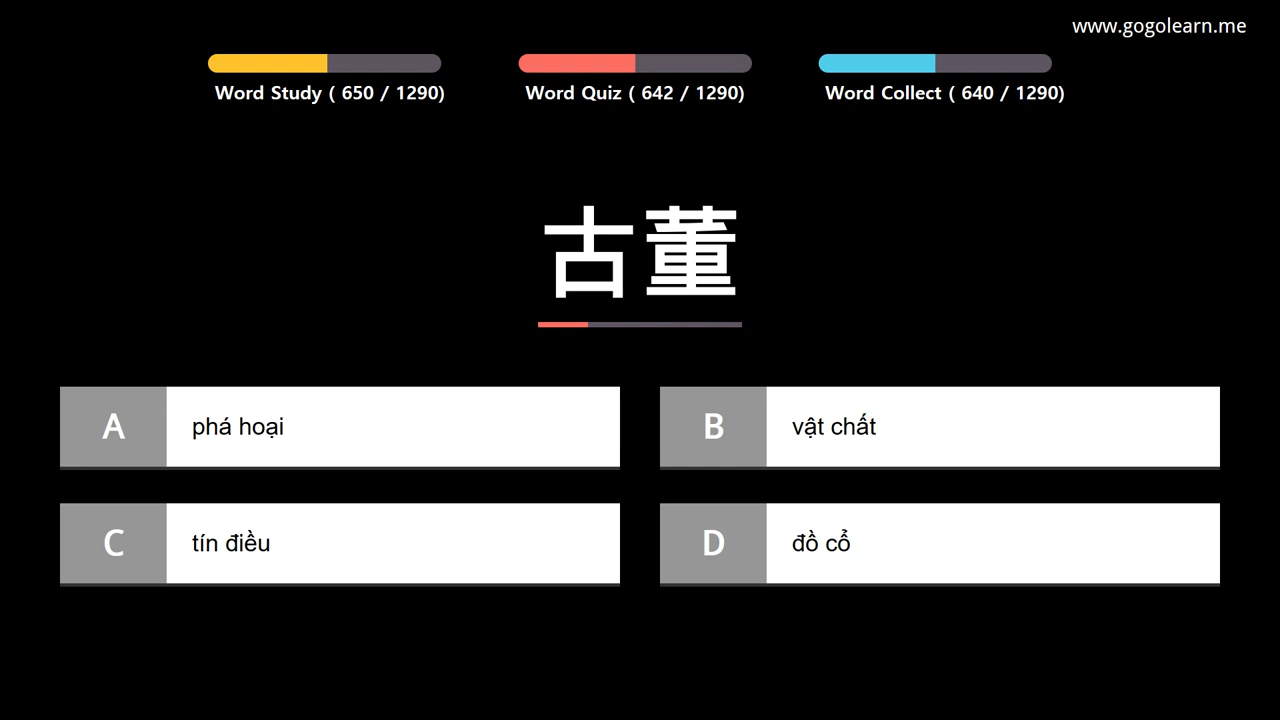 www.gogolearn.me
Word Study ( 650 / 1290)
Word Quiz ( 642 / 1290)
Word Collect ( 640 / 1290)
古董
A phá hoại
B vật chất
C tín điều
D đồ cổ